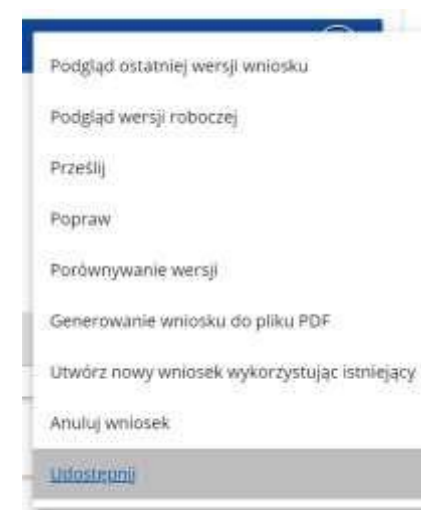 Podgląd ostatniej wersji wniosku
Podgląd wersji roboczej
Prześlij
Popraw
Porównywanie wersji
Generowanie wniosku do pliku PDF
Utwórz nowy wniosek wykorzystując istniejący
Anuluj wniosek
Udostępnij